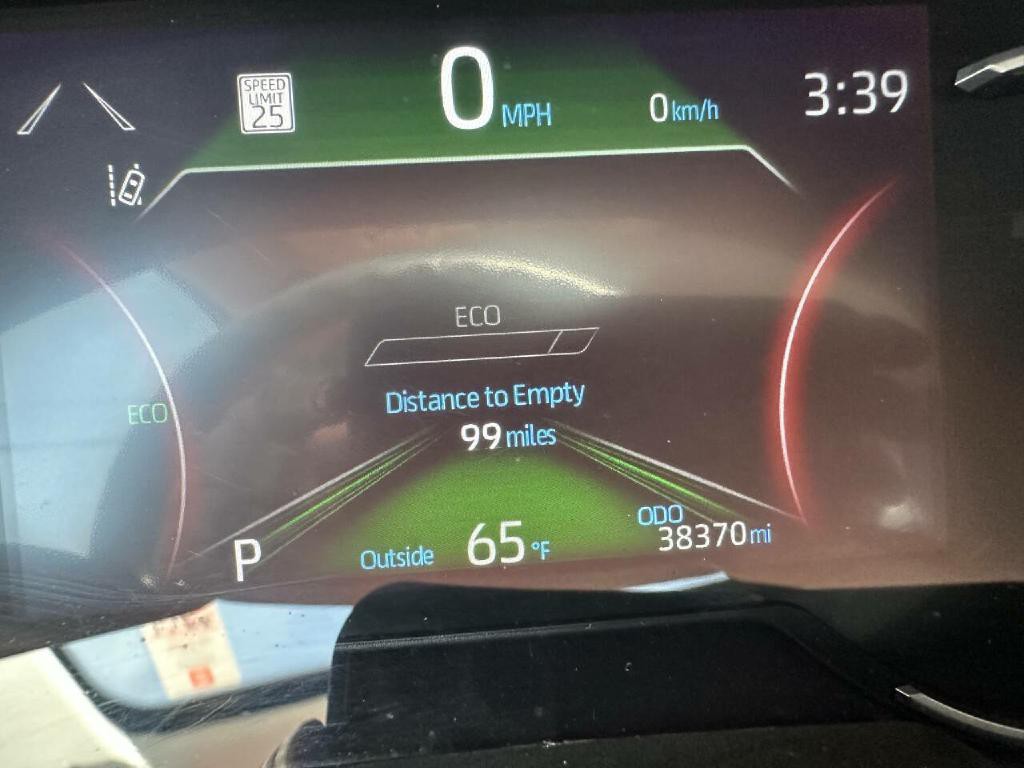 SPEED
LIMIT
25
0 MPH
0 km/h
3:39
ECO
ECO
Distance to Empty
99 miles
P
Outside 65 °F
ODO
38370 mi